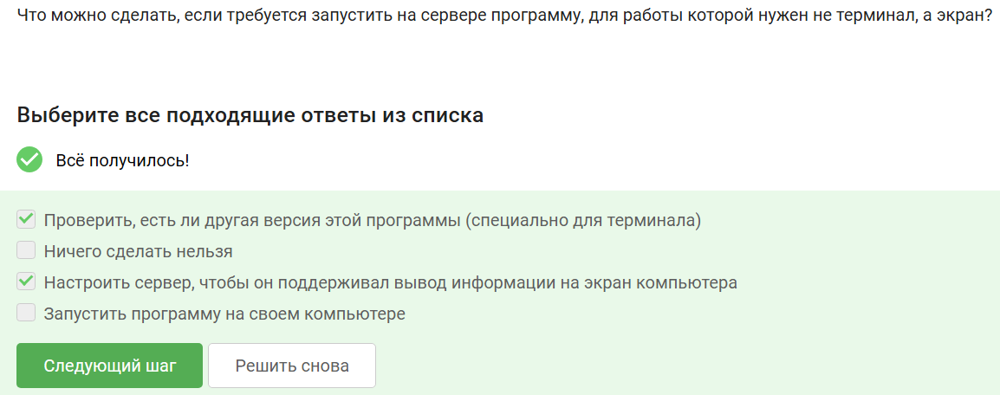 Что можно сделать, если требуется запустить на сервере программу, для работы которой нужен не терминал, а экран?
Выберите все подходящие ответы из списка
Всё получилось!
Проверить, есть ли другая версия этой программы (специально для терминала)
Ничего сделать нельзя
Настроить сервер, чтобы он поддерживал вывод информации на экран компьютера
Запустить программу на своем компьютере
Следующий шаг
Решить снова